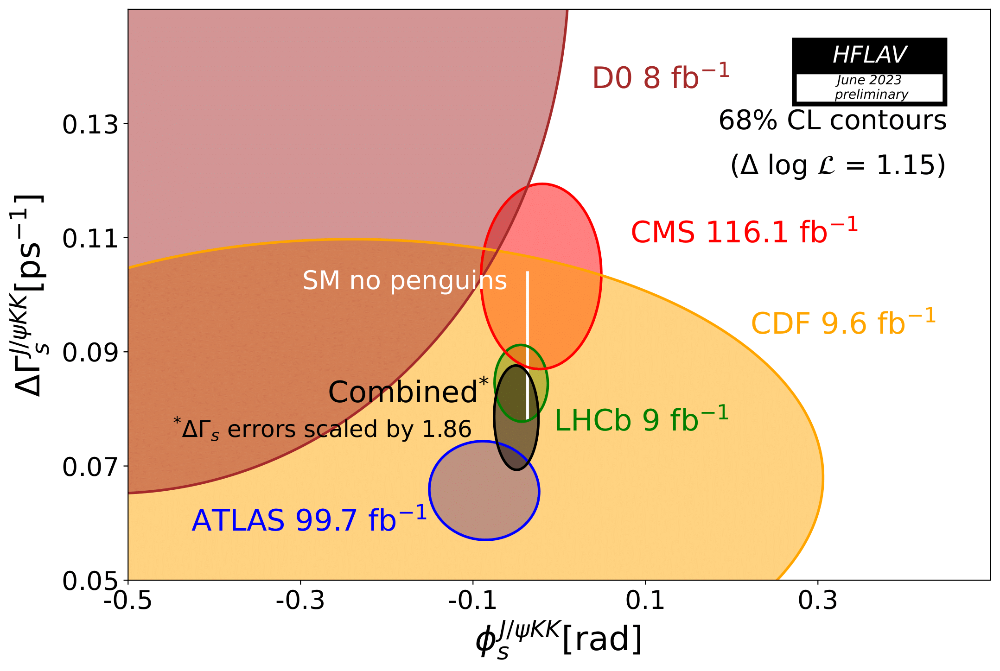 HFLAV
June 2023
preliminary
D0 8 fb⁻¹
68% CL contours
(Δ log ℒ = 1.15)
CMS 116.1 fb⁻¹
SM no penguins
CDF 9.6 fb⁻¹
Combined*
*ΔΓₛ errors scaled by 1.86
LHCb 9 fb⁻¹
ATLAS 99.7 fb⁻¹
0.13
0.11
0.09
0.07
0.05
ΔΓ_s^{J/ψKK}[ps⁻¹]
-0.5 -0.3 -0.1 0.1 0.3
ϕ_s^{J/ψKK}[rad]